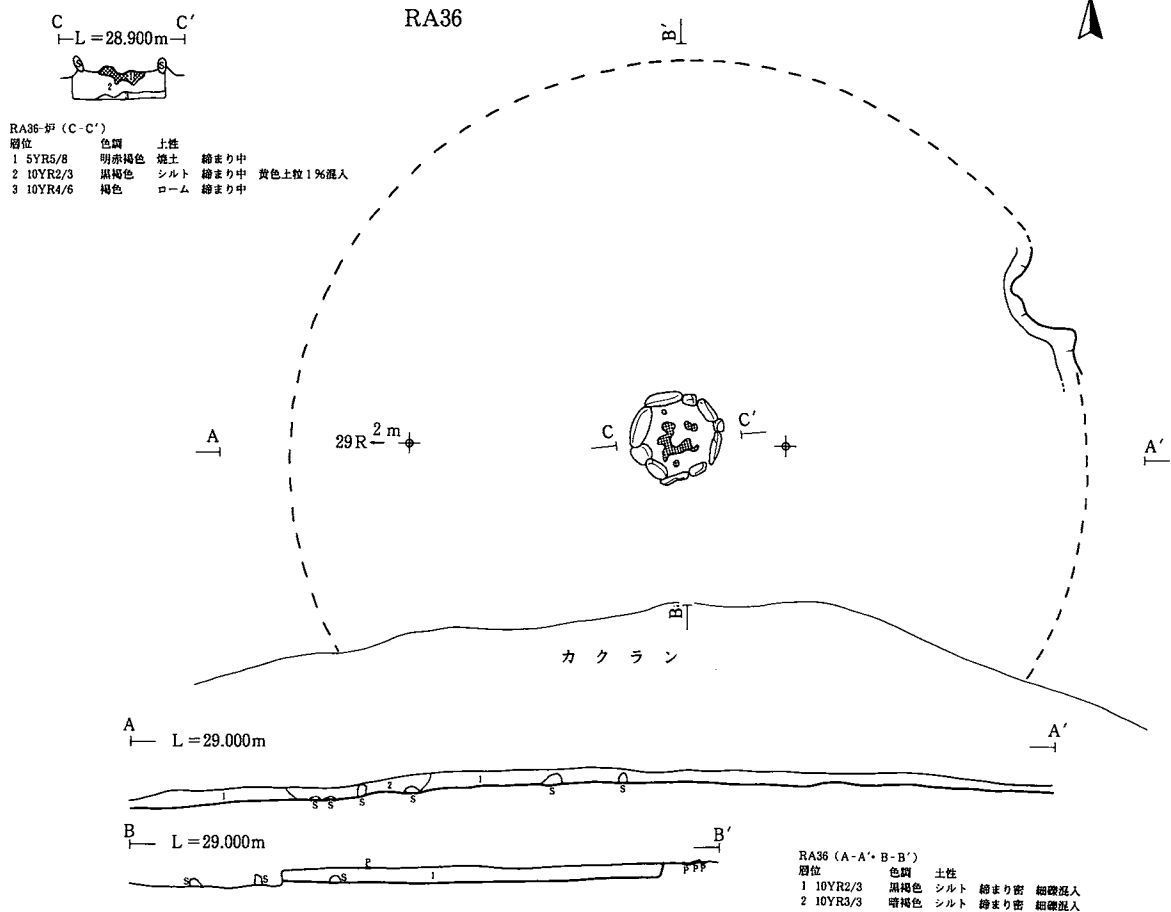 RA36
C C′
L=28.900m
S S
1
2
3
RA36-炉 (C-C′)
層位 色調 土性
1 5YR5/8 明赤褐色 焼土 締まり中
2 10YR2/3 黒褐色 シルト 締まり中 黄色土粒1%混入
3 10YR4/6 褐色 ローム 締まり中
B′
A 29R 2m C C′ A′
B
カクラン
A A′
L=29.000m
1 2 1
S S S S S S
B B′
L=29.000m
P P P P
S S S 1
RA36 (A-A′・B-B′)
層位 色調 土性
1 10YR2/3 黒褐色 シルト 締まり密 細礫混入
2 10YR3/3 暗褐色 シルト 締まり密 細礫混入